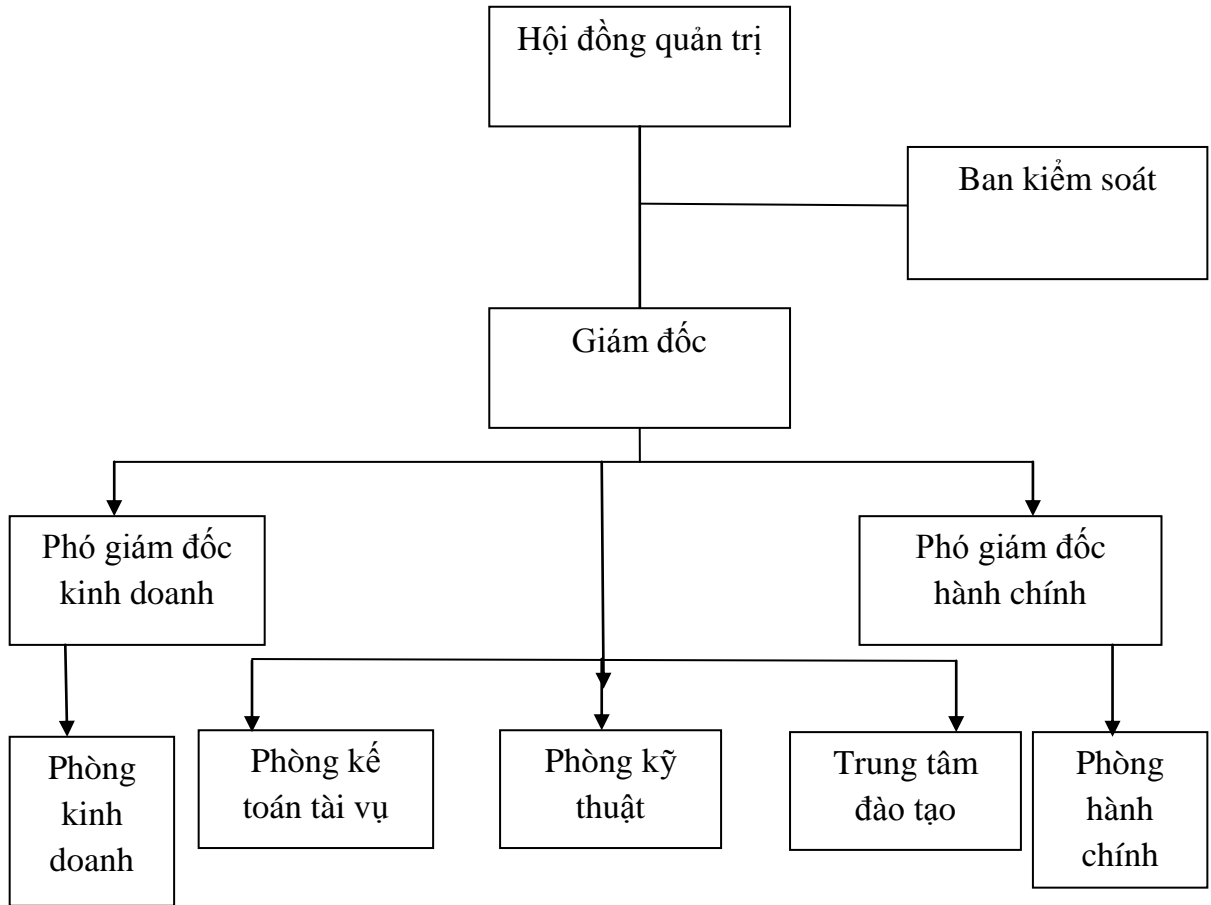 Hội đồng quản trị
Ban kiểm soát
Giám đốc
Phó giám đốc
kinh doanh
Phó giám đốc
hành chính
Phòng
kinh
doanh
Phòng kế
toán tài vụ
Phòng kỹ
thuật
Trung tâm
đào tạo
Phòng
hành
chính